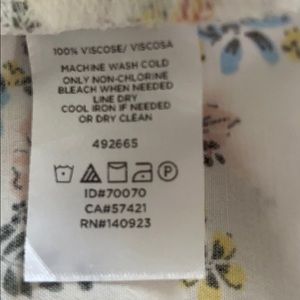 100% VISCOSE/ VISCOSA
MACHINE WASH COLD
ONLY NON-CHLORINE
BLEACH WHEN NEEDED
LINE DRY
COOL IRON IF NEEDED
OR DRY CLEAN
492665
P
ID#70070
CA#57421
RN#140923